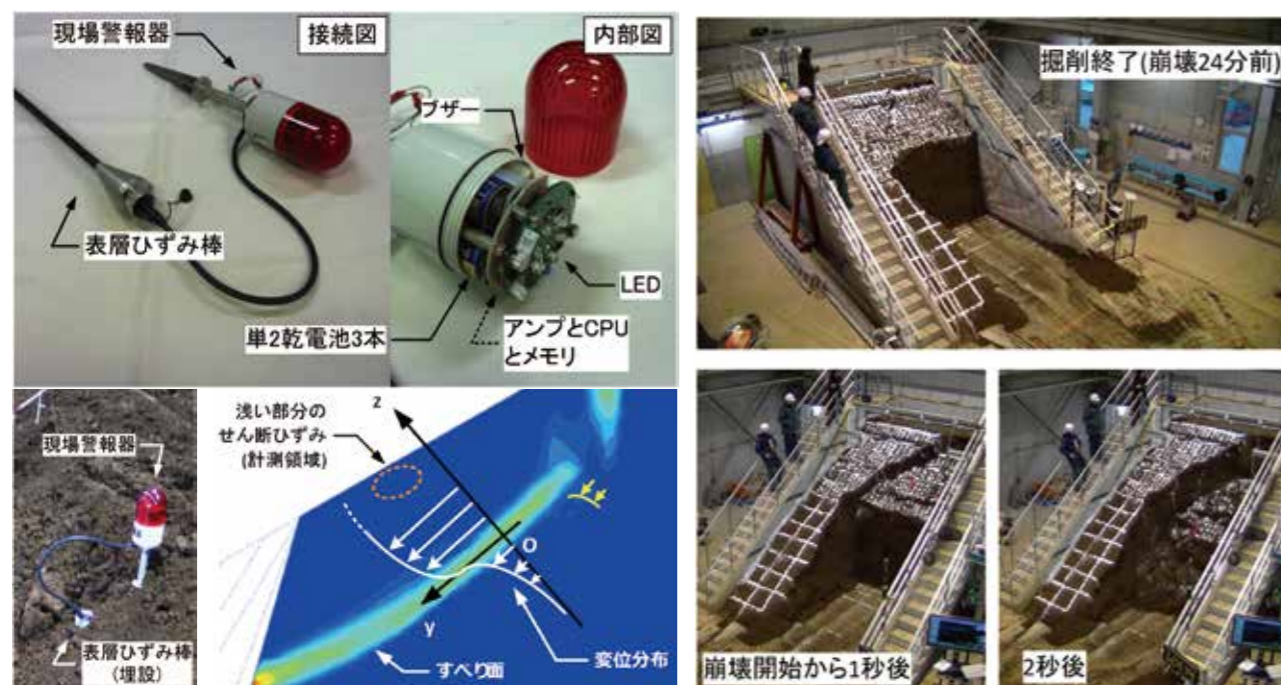 現場警報器
接続図
表層ひずみ棒
内部図
ブザー
LED
単2乾電池3本
アンプとCPU
とメモリ
現場警報器
表層ひずみ棒
(埋設)
浅い部分の
せん断ひずみ
(計測領域)
z
O
y
すべり面
変位分布
掘削終了(崩壊24分前)
崩壊開始から1秒後
2秒後